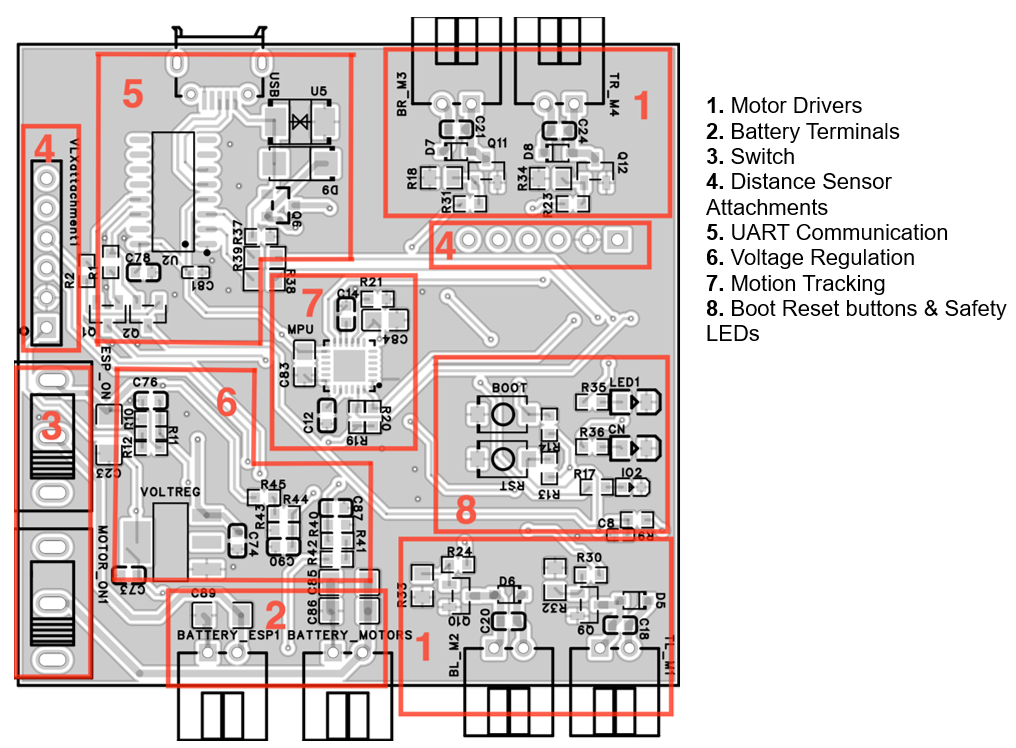 USB
U5
BR_M3
TR_M4
1
5
C21
C24
D7
Q11
D8
Q12
4
VLXattachment1
D9
R18
R34
R31
R23
Q6
R37
4
R39
R2
R1
C78
U2
C81
R38
7
R21
C14
Q1
Q2
MPU
C84
ESP_ON
C83
C76
6
BOOT
R35
LED1
3
R10
R11
R12
C12
R20
R19
R14
R36
CN
C23
RST
R13
R17
IO2
VOLTREG
R45
R44
C87
8
MOTOR_ON1
R43
R40
R41
C8
R9
C74
C90
R42
R24
R30
C73
C85
R33
D6
C89
2
C86
Q10
R32
D5
BATTERY_ESP1
BATTERY_MOTORS
1
BL_M2
C20
Q9
C18
TL_M1
1. Motor Drivers
2. Battery Terminals
3. Switch
4. Distance Sensor
Attachments
5. UART Communication
6. Voltage Regulation
7. Motion Tracking
8. Boot Reset buttons & Safety
LEDs